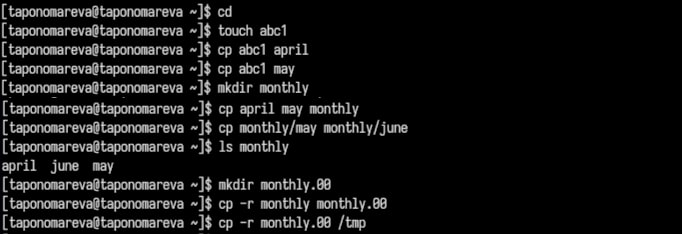 [taponomareva@taponomareva ~]$ cd
[taponomareva@taponomareva ~]$ touch abc1
[taponomareva@taponomareva ~]$ cp abc1 april
[taponomareva@taponomareva ~]$ cp abc1 may
[taponomareva@taponomareva ~]$ mkdir monthly
[taponomareva@taponomareva ~]$ cp april may monthly
[taponomareva@taponomareva ~]$ cp monthly/may monthly/june
[taponomareva@taponomareva ~]$ ls monthly
april  june  may
[taponomareva@taponomareva ~]$ mkdir monthly.00
[taponomareva@taponomareva ~]$ cp -r monthly monthly.00
[taponomareva@taponomareva ~]$ cp -r monthly.00 /tmp